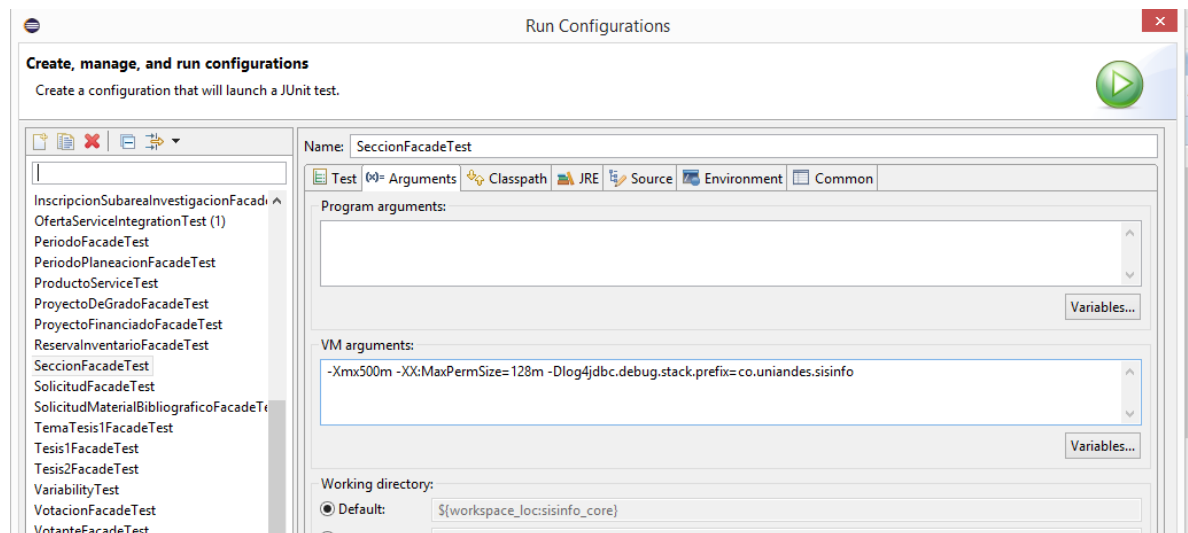 Run Configurations
Create, manage, and run configurations
Create a configuration that will launch a JUnit test.
Name: SeccionFacadeTest
Test (x)= Arguments Classpath JRE Source Environment Common
InscripcionSubareaInvestigacionFacad
OfertaServiceIntegrationTest (1)
PeriodoFacadeTest
PeriodoPlaneacionFacadeTest
ProductoServiceTest
ProyectoDeGradoFacadeTest
ProyectoFinanciadoFacadeTest
ReservaInventarioFacadeTest
SeccionFacadeTest
SolicitudFacadeTest
SolicitudMaterialBibliograficoFacadeTe
TemaTesis1FacadeTest
Tesis1FacadeTest
Tesis2FacadeTest
VariabilityTest
VotacionFacadeTest
VotanteFacadeTest
Program arguments:
Variables...
VM arguments:
-Xmx500m -XX:MaxPermSize=128m -Dlog4jdbc.debug.stack.prefix=co.uniandes.sisinfo
Variables...
Working directory:
Default: ${workspace_loc:sisinfo_core}